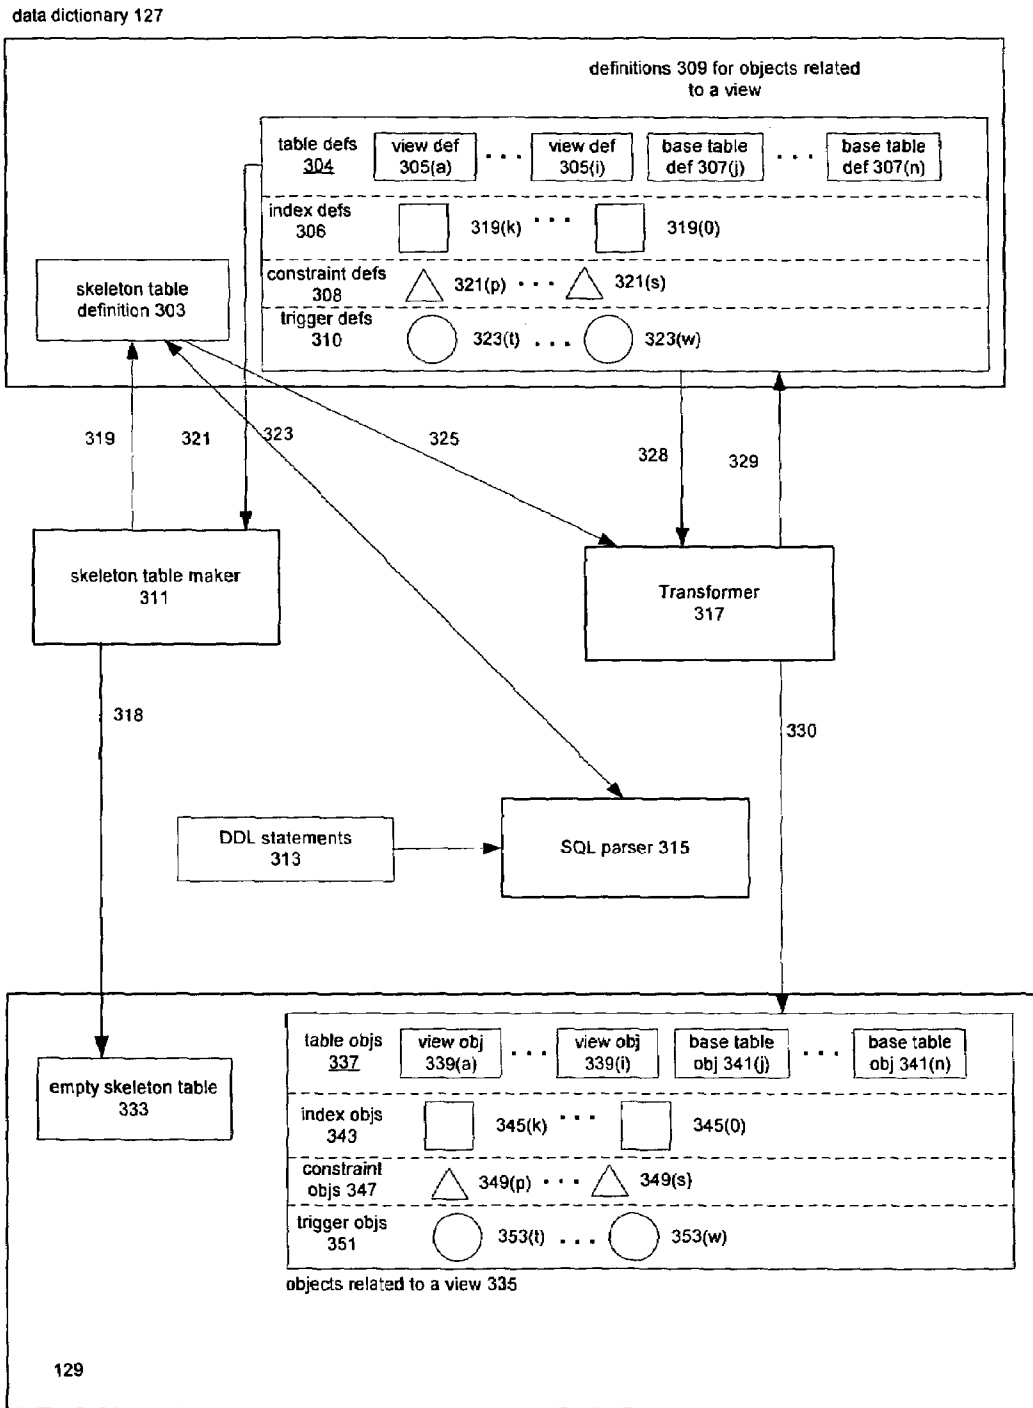 data dictionary 127
definitions 309 for objects related
to a view
table defs
304
view def
305(a)
view def
305(i)
base table
def 307(j)
base table
def 307(n)
index defs
306
319(k)
319(0)
constraint defs
308
321(p)
321(s)
trigger defs
310
323(t)
323(w)
skeleton table
definition 303
319
321
323
325
328
329
skeleton table maker
311
Transformer
317
318
330
DDL statements
313
SQL parser 315
table objs
337
view obj
339(a)
view obj
339(i)
base table
obj 341(j)
base table
obj 341(n)
empty skeleton table
333
index objs
343
345(k)
345(0)
constraint
objs 347
349(p)
349(s)
trigger objs
351
353(t)
353(w)
objects related to a view 335
129